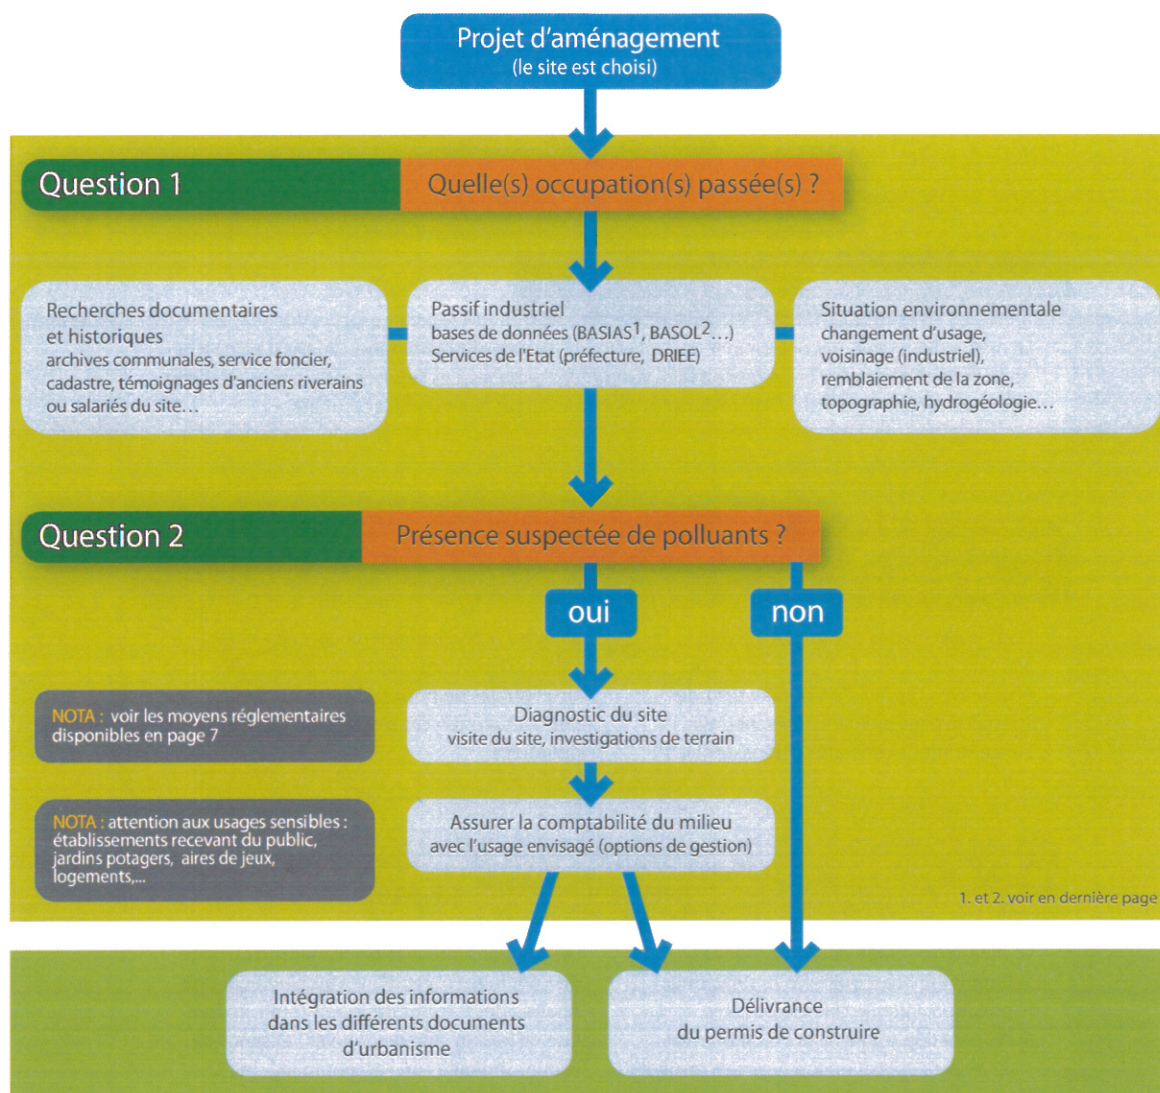 Projet d'aménagement
(le site est choisi)
Question 1
Quelle(s) occupation(s) passée(s) ?
Recherches documentaires
et historiques
archives communales, service foncier,
cadastre, témoignages d'anciens riverains
ou salariés du site…
Passif industriel
bases de données (BASIAS1, BASOL2…)
Services de l'Etat (préfecture, DRIEE)
Situation environnementale
changement d'usage,
voisinage (industriel),
remblaiement de la zone,
topographie, hydrogéologie…
Question 2
Présence suspectée de polluants ?
oui
non
NOTA : voir les moyens réglementaires
disponibles en page 7
Diagnostic du site
visite du site, investigations de terrain
NOTA : attention aux usages sensibles :
établissements recevant du public,
jardins potagers, aires de jeux,
logements,...
Assurer la comptabilité du milieu
avec l'usage envisagé (options de gestion)
1. et 2. voir en dernière page
Intégration des informations
dans les différents documents
d'urbanisme
Délivrance
du permis de construire